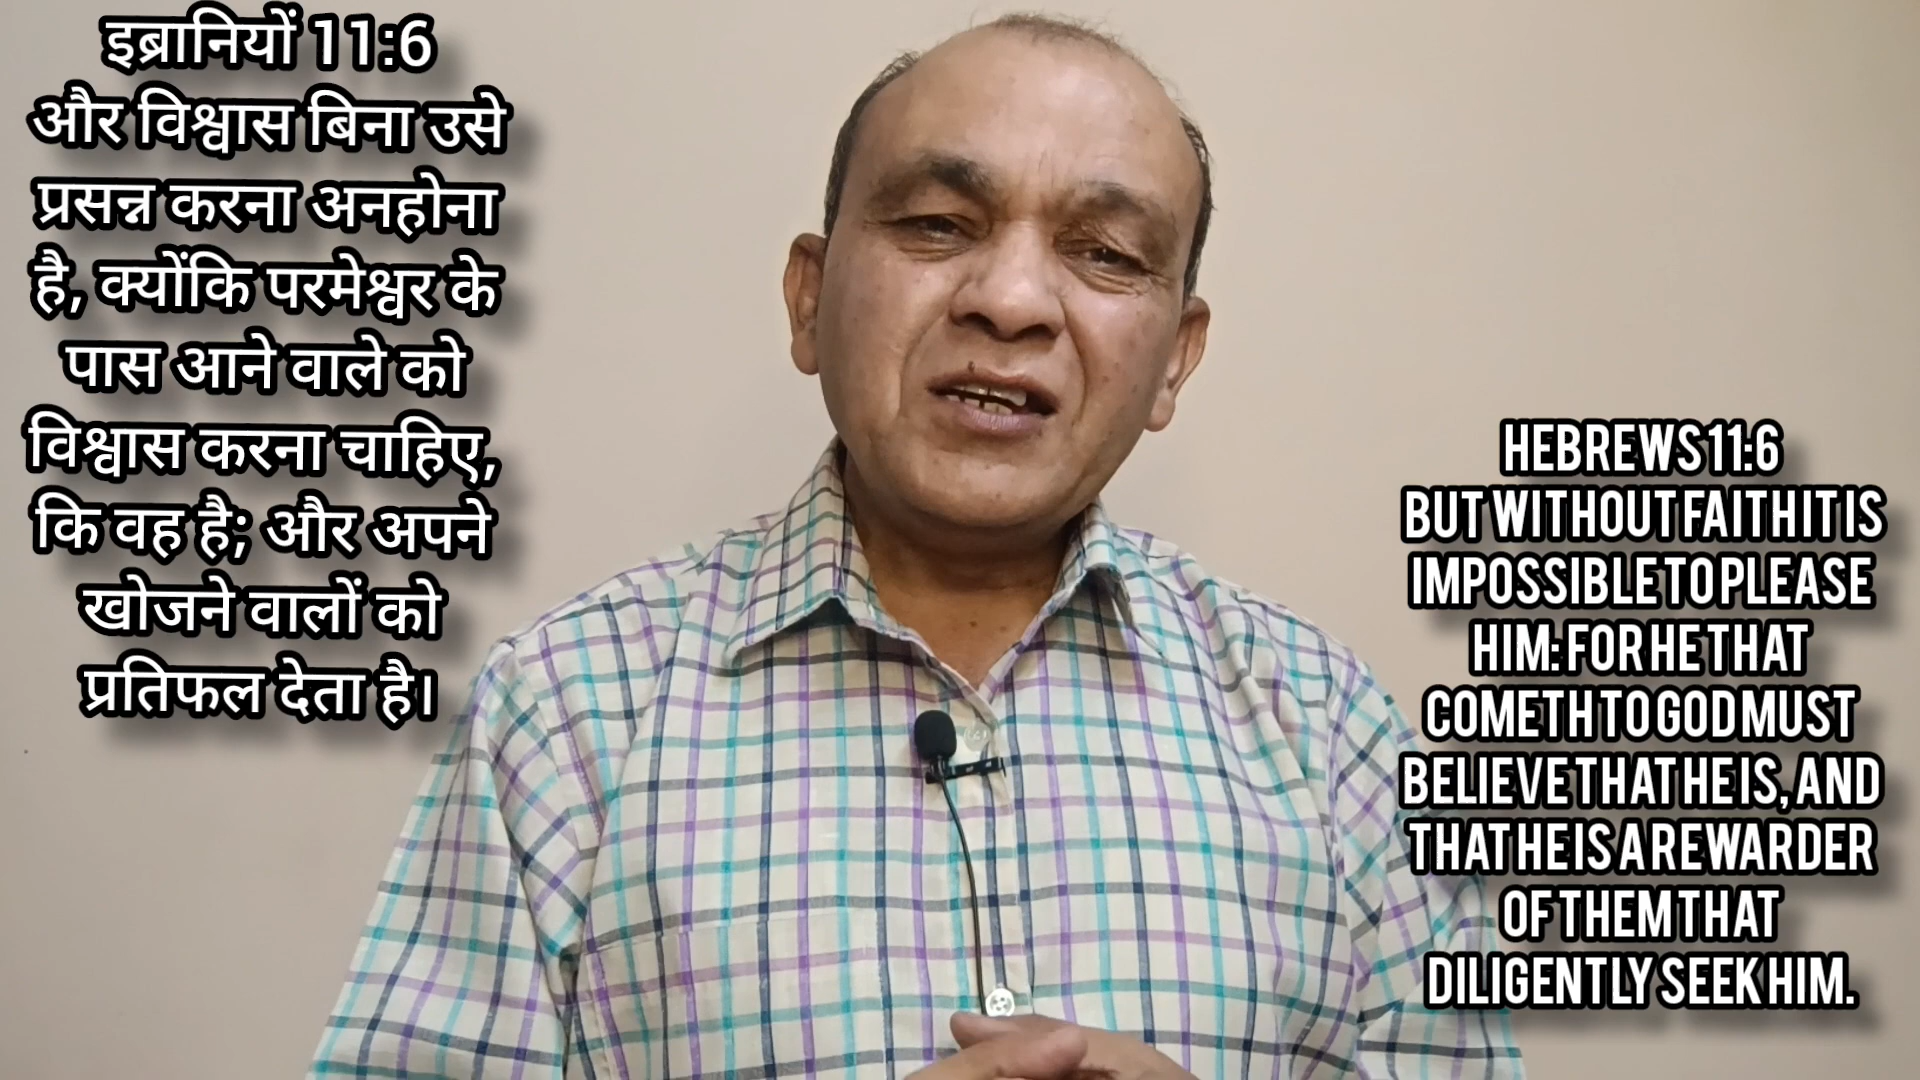 इब्रानियों 11:6
और विश्वास बिना उसे
प्रसन्न करना अनहोना
है, क्योंकि परमेश्वर के
पास आने वाले को
विश्वास करना चाहिए,
कि वह है; और अपने
खोजने वालों को
प्रतिफल देता है।
HEBREWS 11:6
BUT WITHOUT FAITH IT IS
IMPOSSIBLE TO PLEASE
HIM: FOR HE THAT
COMETH TO GOD MUST
BELIEVE THAT HE IS, AND
THAT HE IS A REWARDER
OF THEM THAT
DILIGENTLY SEEK HIM.